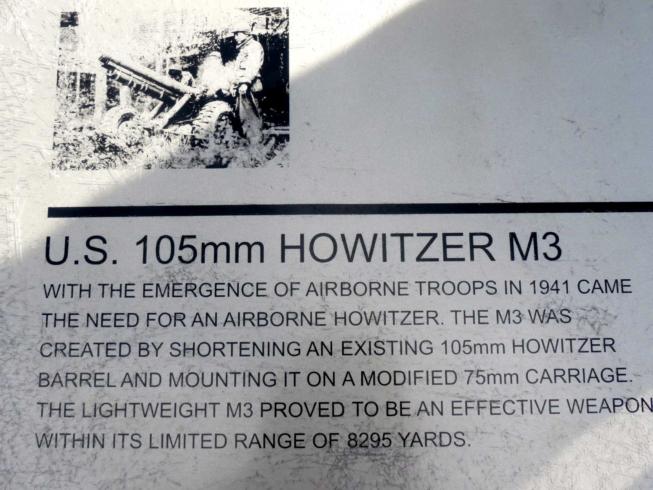 U.S. 105mm HOWITZER M3
WITH THE EMERGENCE OF AIRBORNE TROOPS IN 1941 CAME
THE NEED FOR AN AIRBORNE HOWITZER. THE M3 WAS
CREATED BY SHORTENING AN EXISTING 105mm HOWITZER
BARREL AND MOUNTING IT ON A MODIFIED 75mm CARRIAGE.
THE LIGHTWEIGHT M3 PROVED TO BE AN EFFECTIVE WEAPON
WITHIN ITS LIMITED RANGE OF 8295 YARDS.